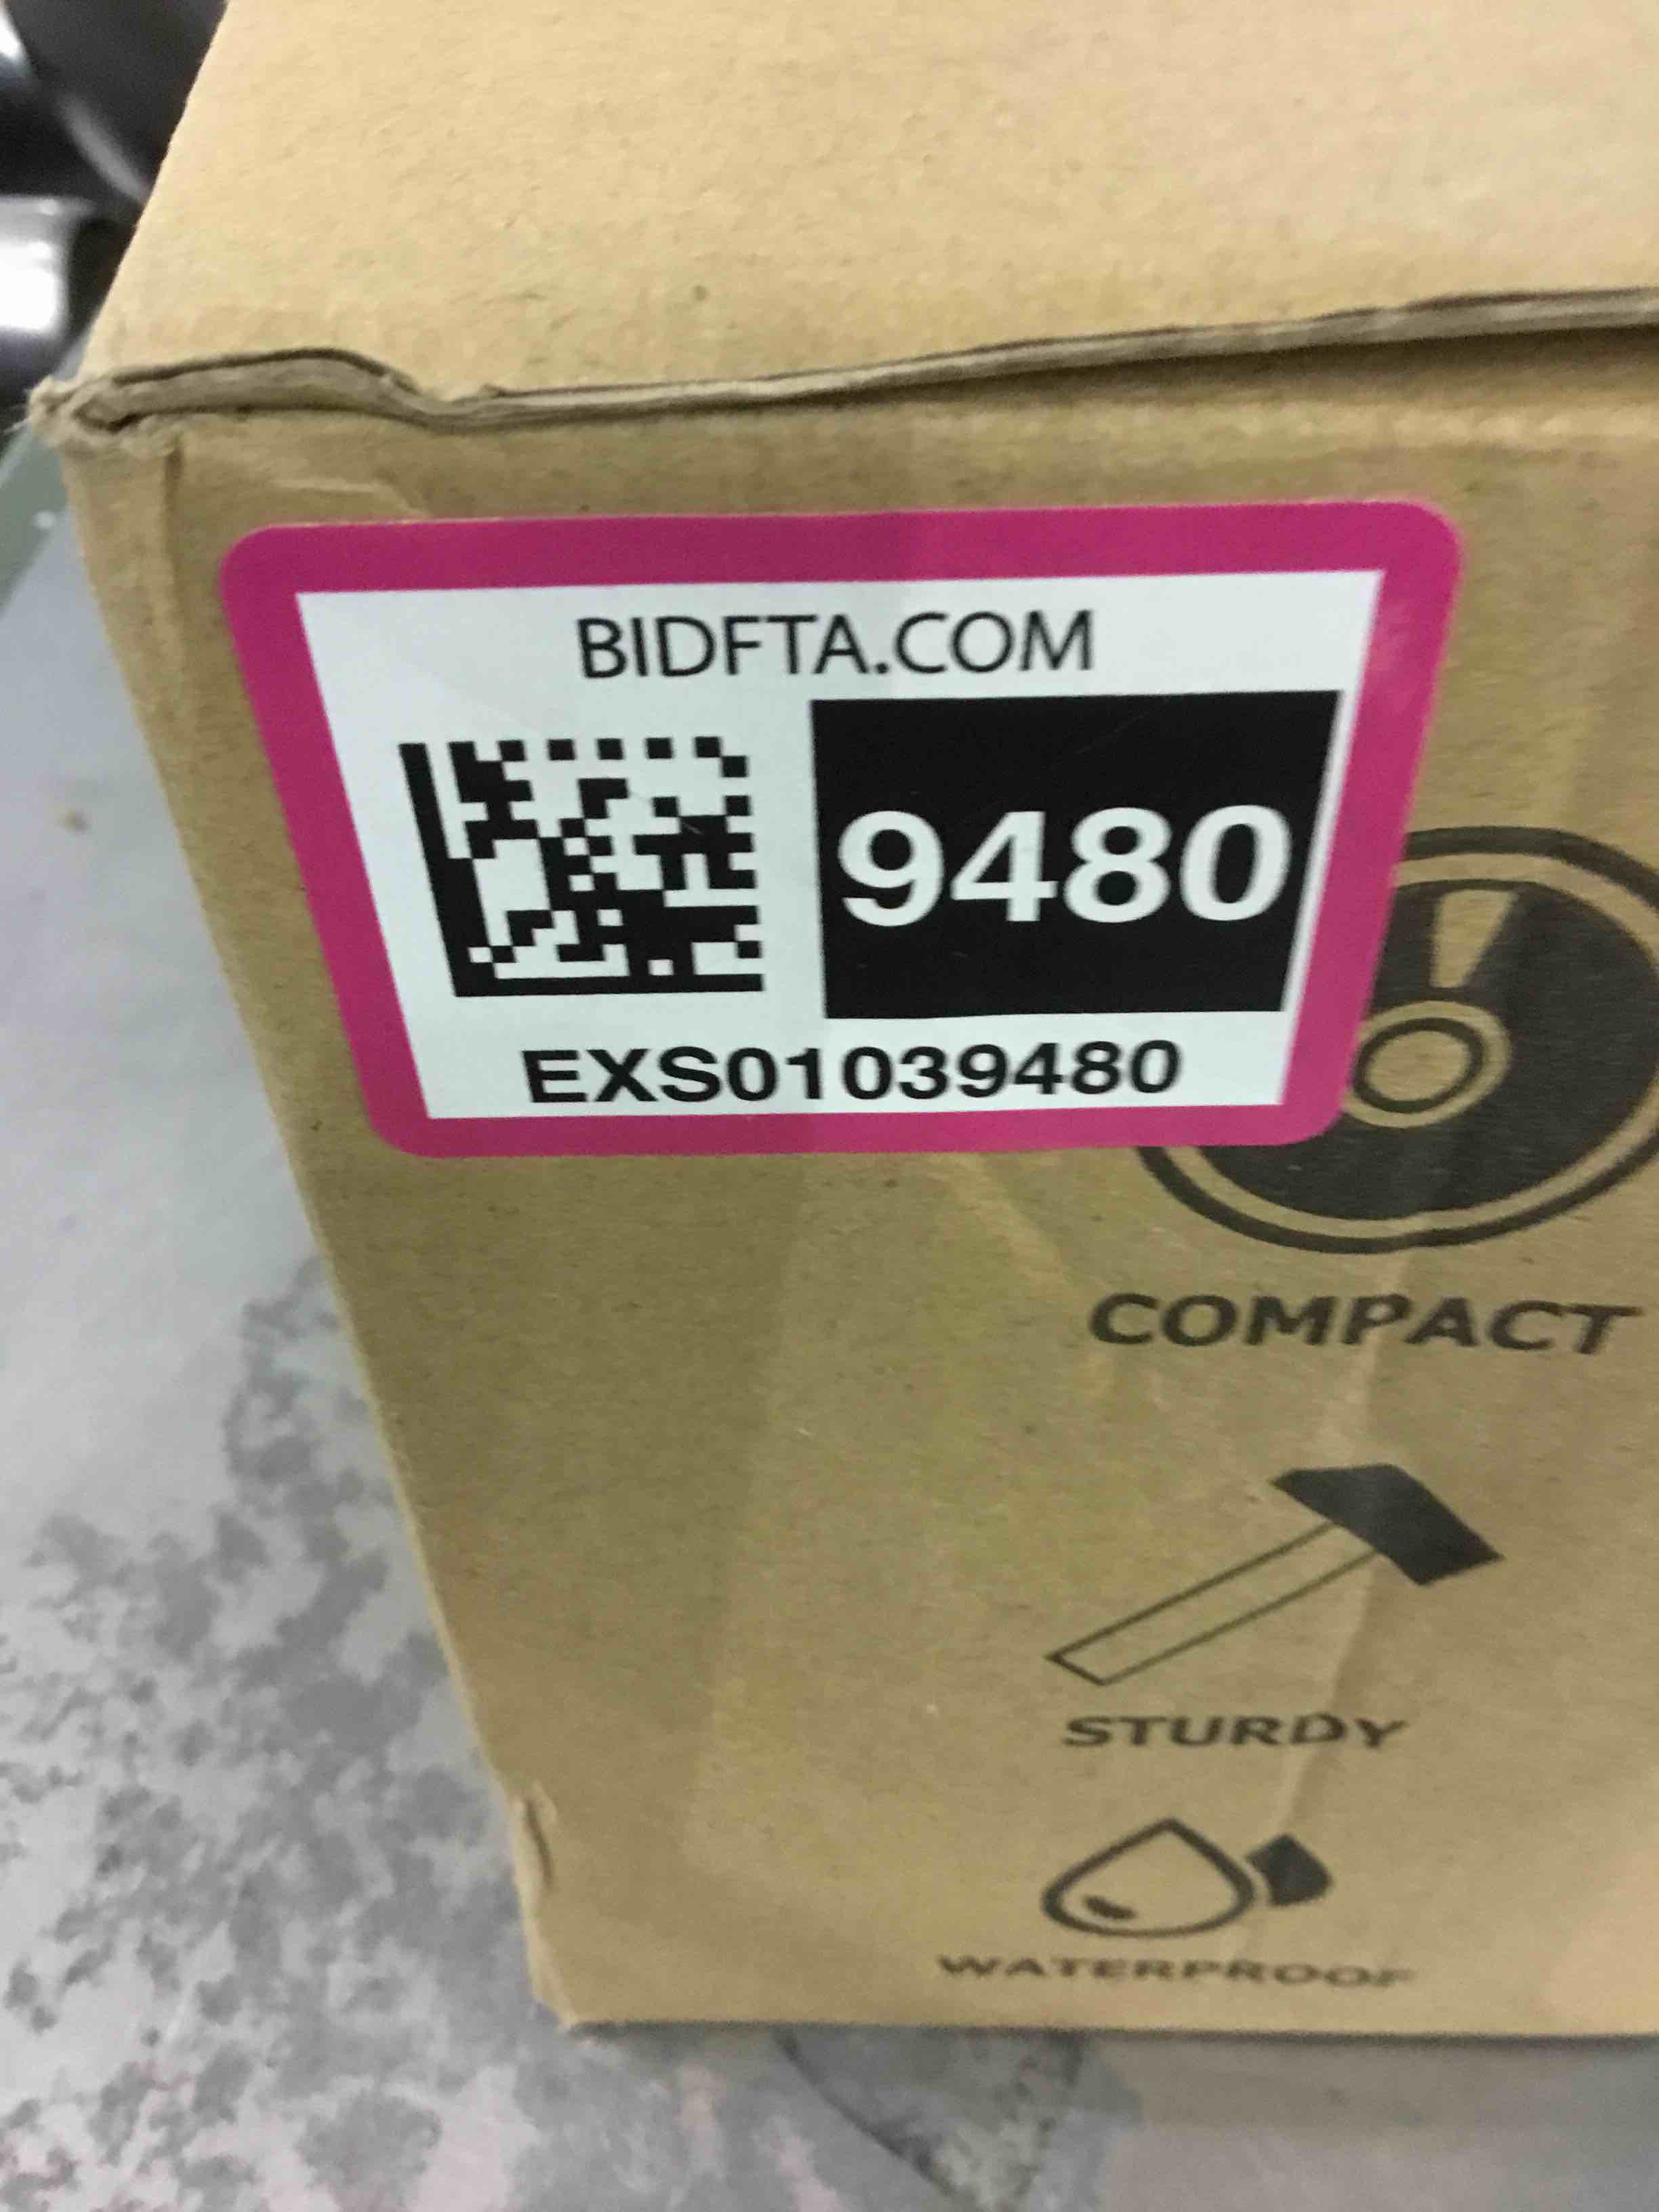 BIDFTA.COM
9480
EXS01039480
COMPACT
STURDY
WATERPROOF